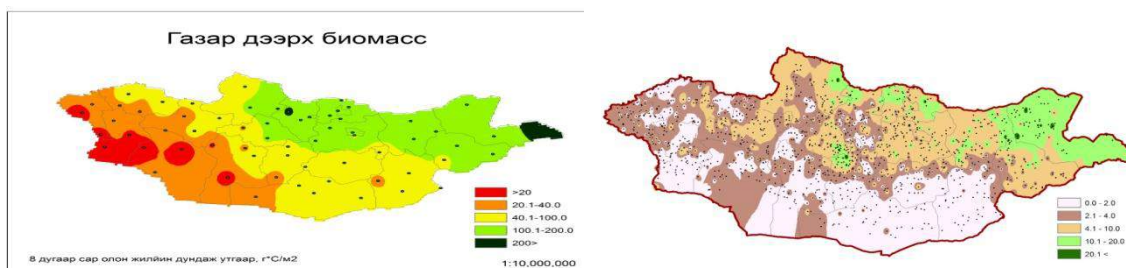 Газар дээрх биомасс
>20
20.1-40.0
40.1-100.0
100.1-200.0
200>
8 дугаар сар олон жилийн дундаж утгаар, г*С/м2
1:10,000,000
0.0 - 2.0
2.1 - 4.0
4.1 - 10.0
10.1 - 20.0
20.1 <